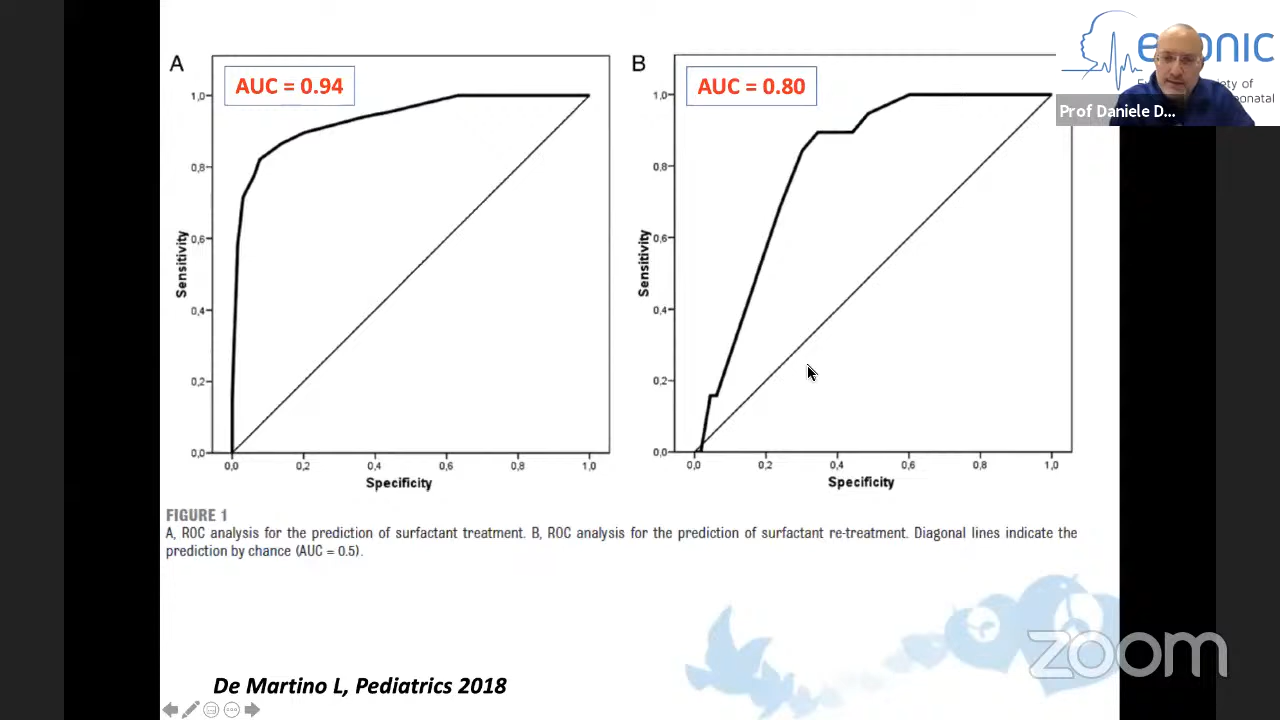 A
AUC = 0.94
1,0
0,8
0,6
0,4
0,2
0,0
Sensitivity
0,0 0,2 0,4 0,6 0,8 1,0
Specificity
B
AUC = 0.80
1,0
0,8
0,6
0,4
0,2
0,0
Sensitivity
0,0 0,2 0,4 0,6 0,8 1,0
Specificity
Prof Daniele D...
FIGURE 1
A, ROC analysis for the prediction of surfactant treatment. B, ROC analysis for the prediction of surfactant re-treatment. Diagonal lines indicate the
prediction by chance (AUC = 0.5).
De Martino L, Pediatrics 2018
zoom